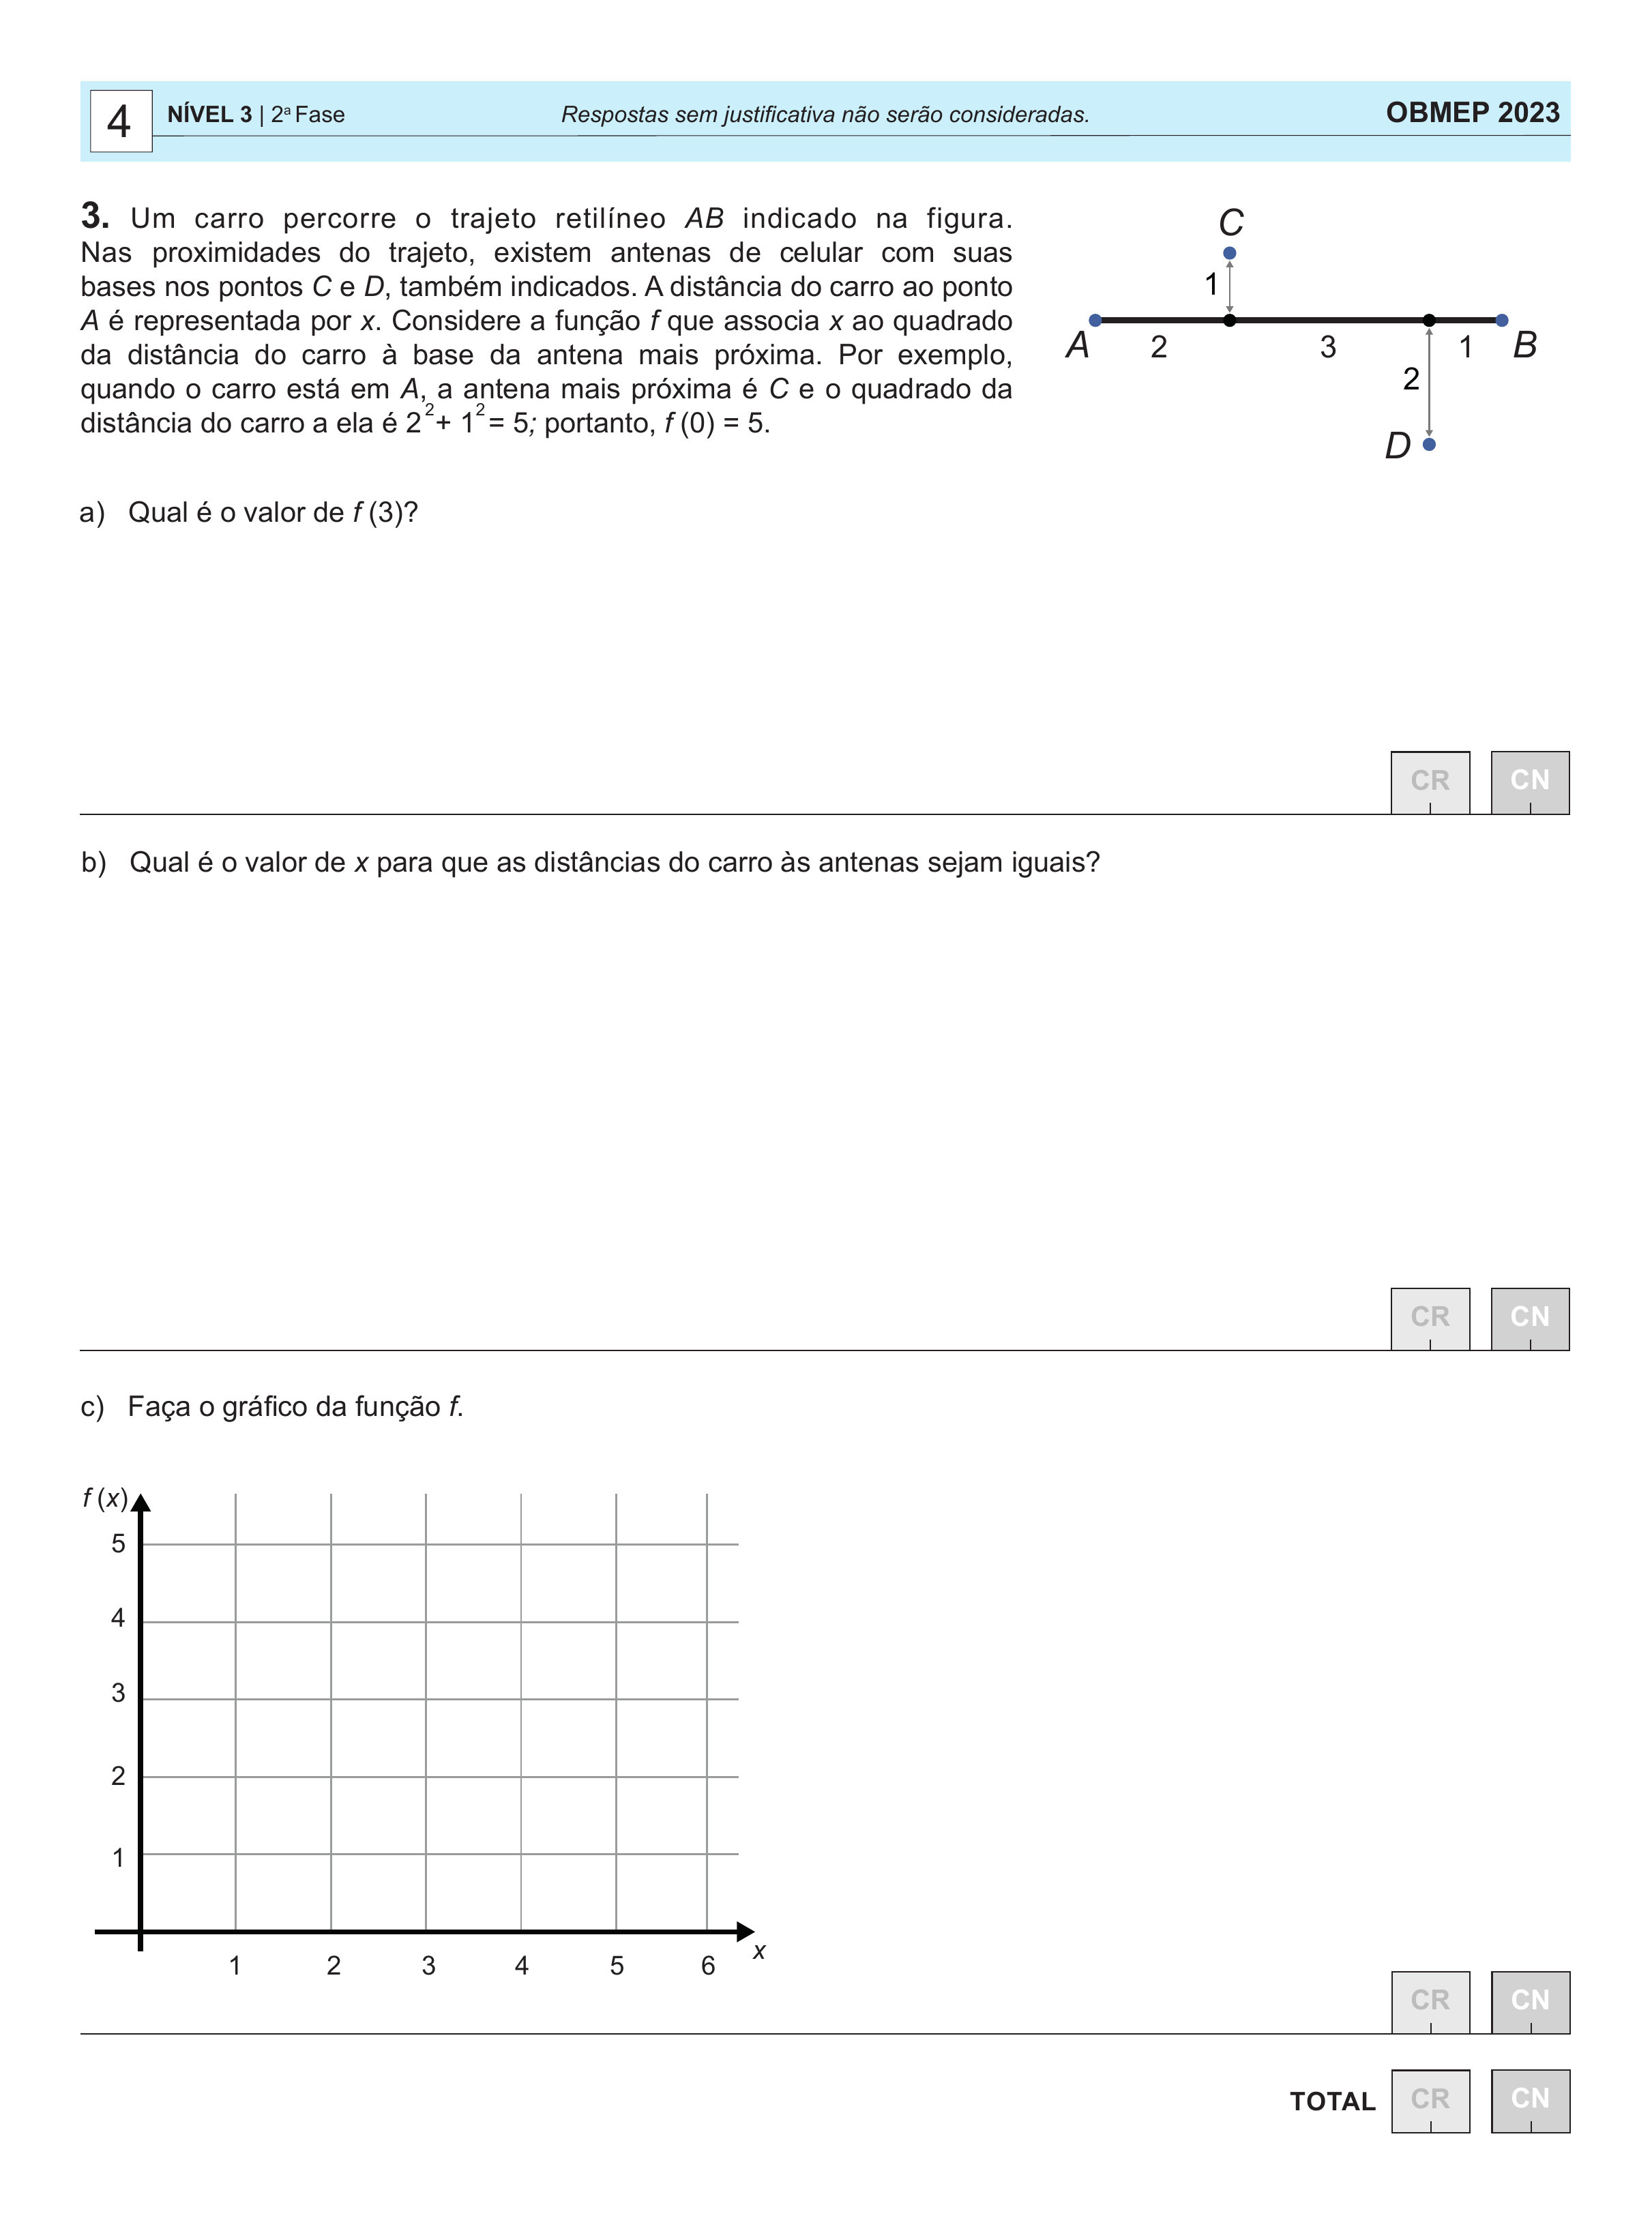 4 NÍVEL 3 | 2ª Fase Respostas sem justificativa não serão consideradas. OBMEP 2023
3. Um carro percorre o trajeto retilíneo AB indicado na figura.
Nas proximidades do trajeto, existem antenas de celular com suas
bases nos pontos C e D, também indicados. A distância do carro ao ponto
A é representada por x. Considere a função f que associa x ao quadrado
da distância do carro à base da antena mais próxima. Por exemplo,
quando o carro está em A, a antena mais próxima é C e o quadrado da
distância do carro a ela é 2² + 1² = 5; portanto, f (0) = 5.
C
1
A 2 3 1 B
2
D
a) Qual é o valor de f (3)?
CR CN
b) Qual é o valor de x para que as distâncias do carro às antenas sejam iguais?
CR CN
c) Faça o gráfico da função f.
f (x)
5
4
3
2
1
x
1 2 3 4 5 6
CR CN
TOTAL CR CN